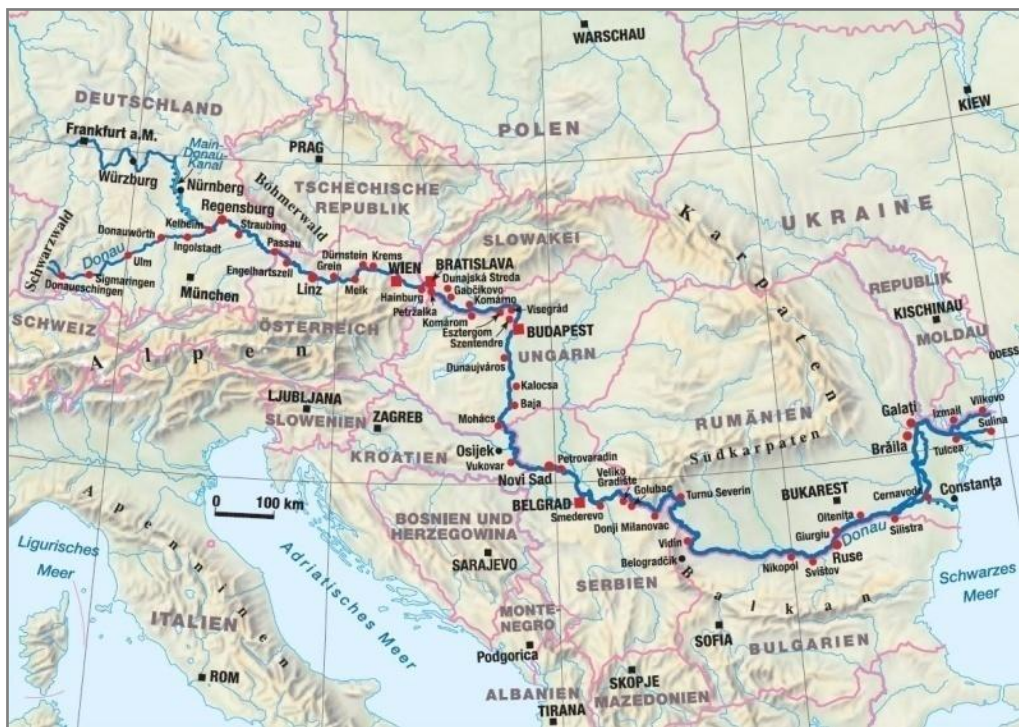 WARSCHAU
DEUTSCHLAND
KIEW
Frankfurt a.M.
Main-
Donau-
Kanal
POLEN
PRAG
Würzburg
Nürnberg
Böhmerwald
TSCHECHISCHE
REPUBLIK
Karpaten
UKRAINE
Regensburg
Kelheim
Straubing
Donauwörth
Ingolstadt
Schwarzwald
Donau
Ulm
Passau
Dürnstein
Krems
SLOWAKEI
Sigmaringen
Donaueschingen
Engelhartszell
Grein
WIEN
BRATISLAVA
Dunajská Streda
Gabčíkovo
München
Linz
Melk
Hainburg
Petržalka
Komárno
Visegrád
REPUBLIK
MOLDAU
KISCHINAU
SCHWEIZ
ÖSTERREICH
Komárom
Esztergom
Szentendre
BUDAPEST
Alpen
UNGARN
ODESS
Dunaujváros
Kalocsa
LJUBLJANA
SLOWENIEN
ZAGREB
Baja
Mohács
RUMÄNIEN
Galați
Izmail
Vilkovo
Sulina
KROATIEN
Osijek
Südkarpaten
Brăila
Tulcea
Vukovar
Petrovaradin
Novi Sad
Veliko
Gradište
Golubac
Turnu Severin
BUKAREST
Cernavodă
Constanța
0 100 km
BELGRAD
Smederevo
Donji Milanovac
Oltenița
Giurgiu
Donau
Silistra
Apenninen
BOSNIEN UND
HERZEGOWINA
Vidin
Ruse
Ligurisches
Meer
Adriatisches Meer
SARAJEVO
Belogradčik
Nikopol
Svištov
Schwarzes
Meer
SERBIEN
Balkan
ITALIEN
MONTE-
NEGRO
SOFIA
BULGARIEN
Podgorica
ROM
SKOPJE
MAZEDONIEN
ALBANIEN
TIRANA